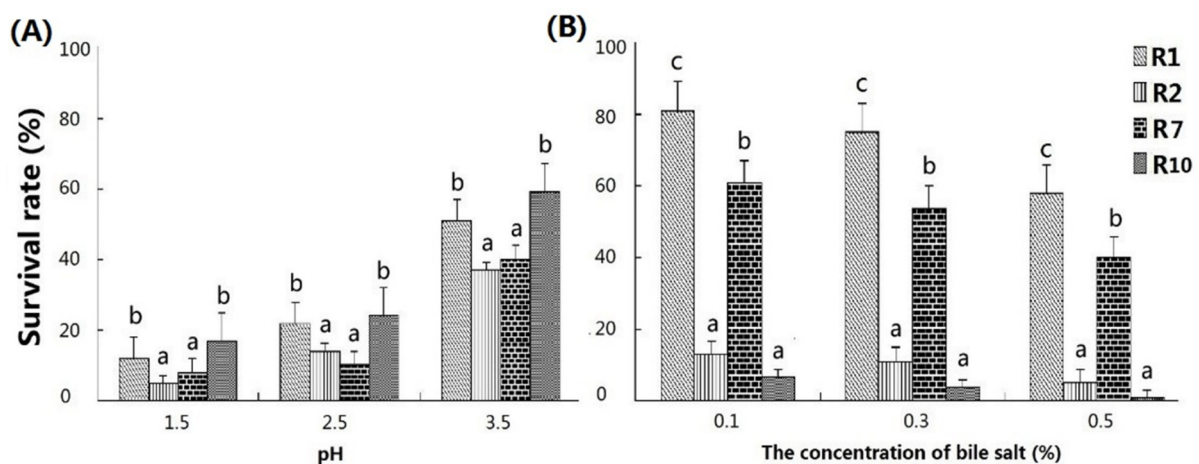 (A)
Survival rate (%)
100
80
60
40
20
0
b
a
a
b
b
a
a
b
b
a
a
b
1.5
2.5
3.5
pH
(B)
100
80
60
40
20
0
c
a
b
a
c
a
b
a
c
a
b
a
0.1
0.3
0.5
The concentration of bile salt (%)
R1
R2
R7
R10